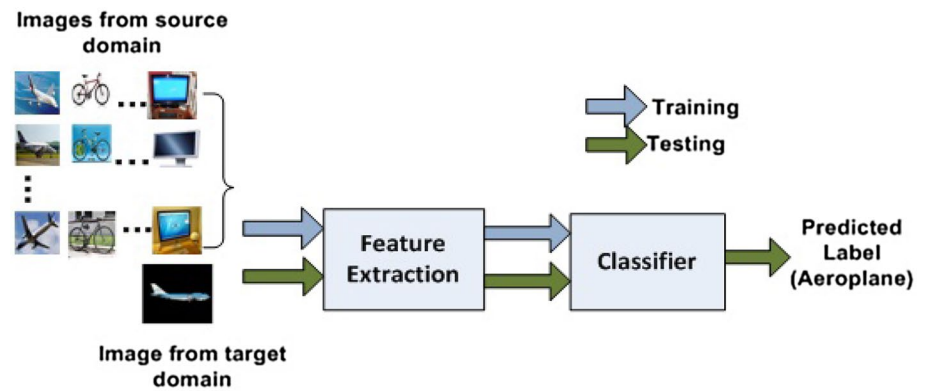 Images from source
domain
Training
Testing
Feature
Extraction
Classifier
Predicted
Label
(Aeroplane)
Image from target
domain